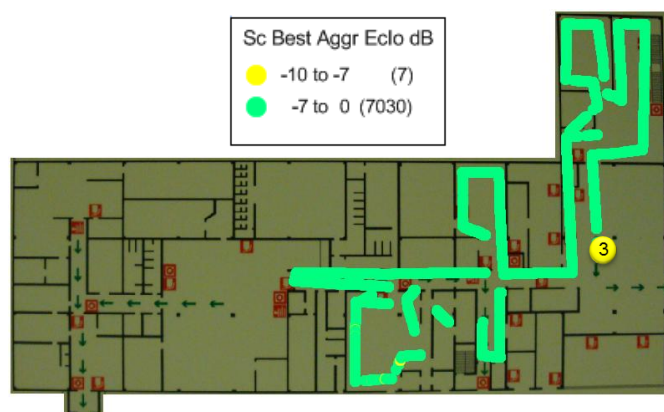 Sc Best Aggr Eclo dB
-10 to -7 (7)
-7 to 0 (7030)
3